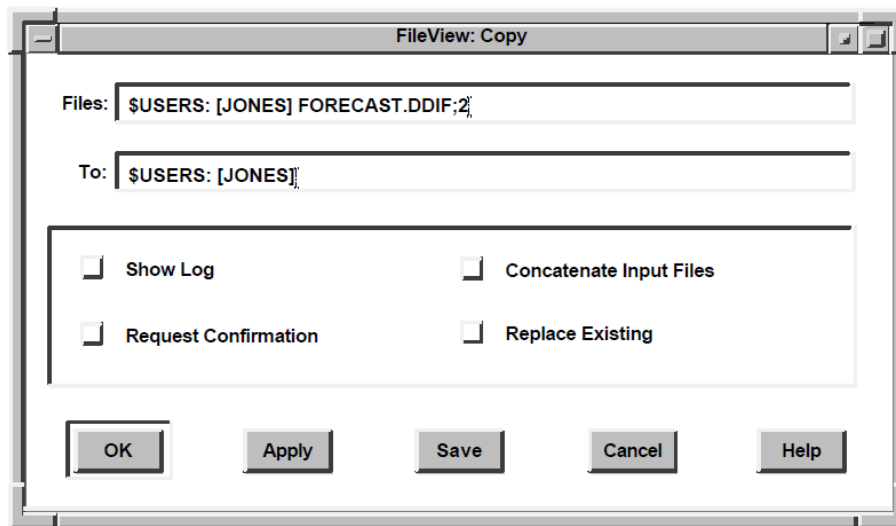 FileView: Copy
Files: $USERS: [JONES] FORECAST.DDIF;2
To: $USERS: [JONES]
Show Log Concatenate Input Files
Request Confirmation Replace Existing
OK Apply Save Cancel Help